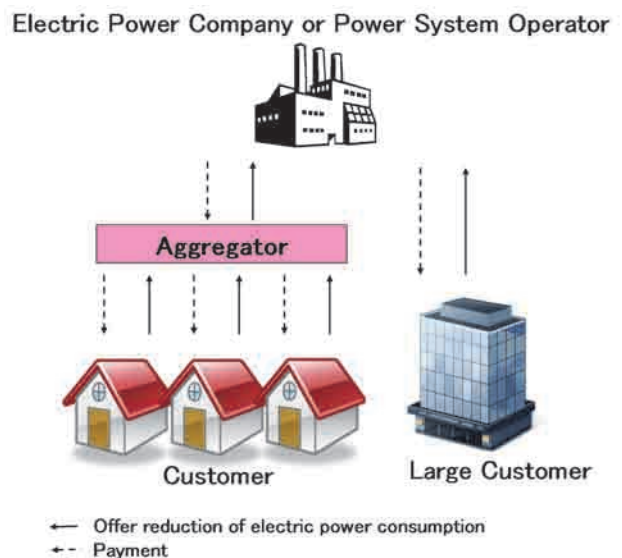 Electric Power Company or Power System Operator
Aggregator
Customer
Large Customer
Offer reduction of electric power consumption
Payment